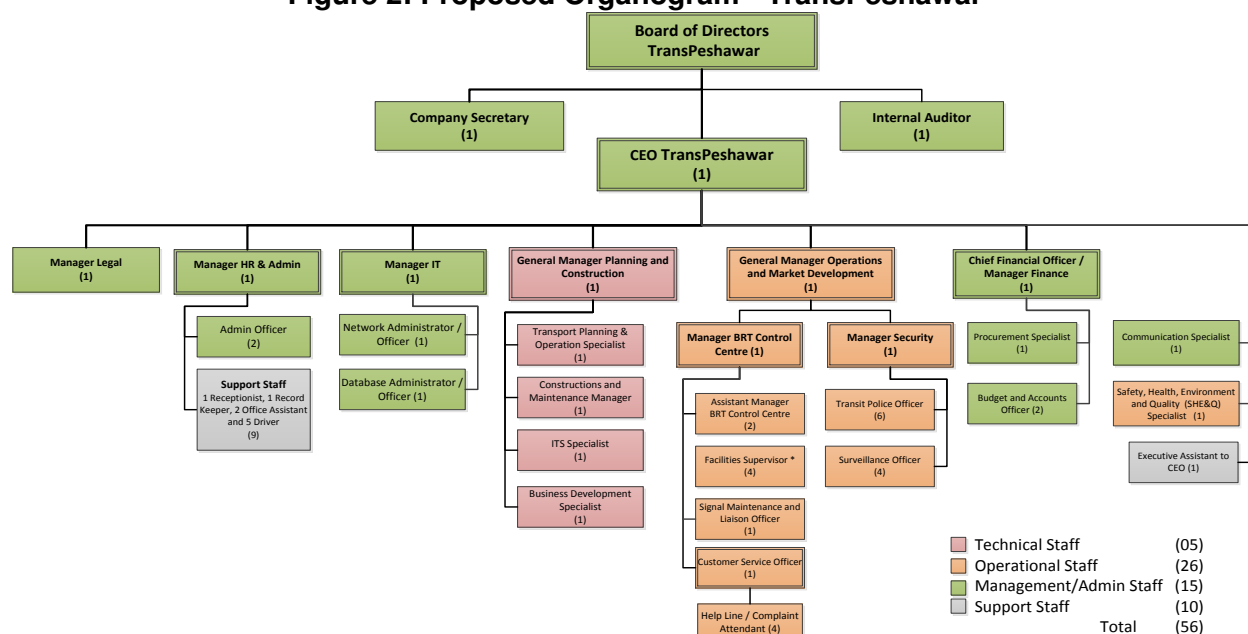 Figure 2: Proposed Organogram - TransPeshawar
Board of Directors
TransPeshawar
Company Secretary
(1)
Internal Auditor
(1)
CEO TransPeshawar
(1)
Manager Legal
(1)
Manager HR & Admin
(1)
Manager IT
(1)
General Manager Planning and
Construction
(1)
General Manager Operations
and Market Development
(1)
Chief Financial Officer /
Manager Finance
(1)
Admin Officer
(2)
Support Staff
1 Receptionist, 1 Record
Keeper, 2 Office Assistant
and 5 Driver
(9)
Network Administrator /
Officer (1)
Database Administrator /
Officer (1)
Transport Planning &
Operation Specialist
(1)
Constructions and
Maintenance Manager
(1)
ITS Specialist
(1)
Business Development
Specialist
(1)
Manager BRT Control
Centre (1)
Manager Security
(1)
Assistant Manager
BRT Control Centre
(2)
Facilities Supervisor *
(4)
Signal Maintenance and
Liaison Officer
(1)
Customer Service Officer
(1)
Help Line / Complaint
Attendant (4)
Transit Police Officer
(6)
Surveillance Officer
(4)
Procurement Specialist
(1)
Budget and Accounts
Officer (2)
Communication Specialist
(1)
Safety, Health, Environment
and Quality (SHE&Q)
Specialist (1)
Executive Assistant to
CEO (1)
Technical Staff (05)
Operational Staff (26)
Management/Admin Staff (15)
Support Staff (10)
Total (56)